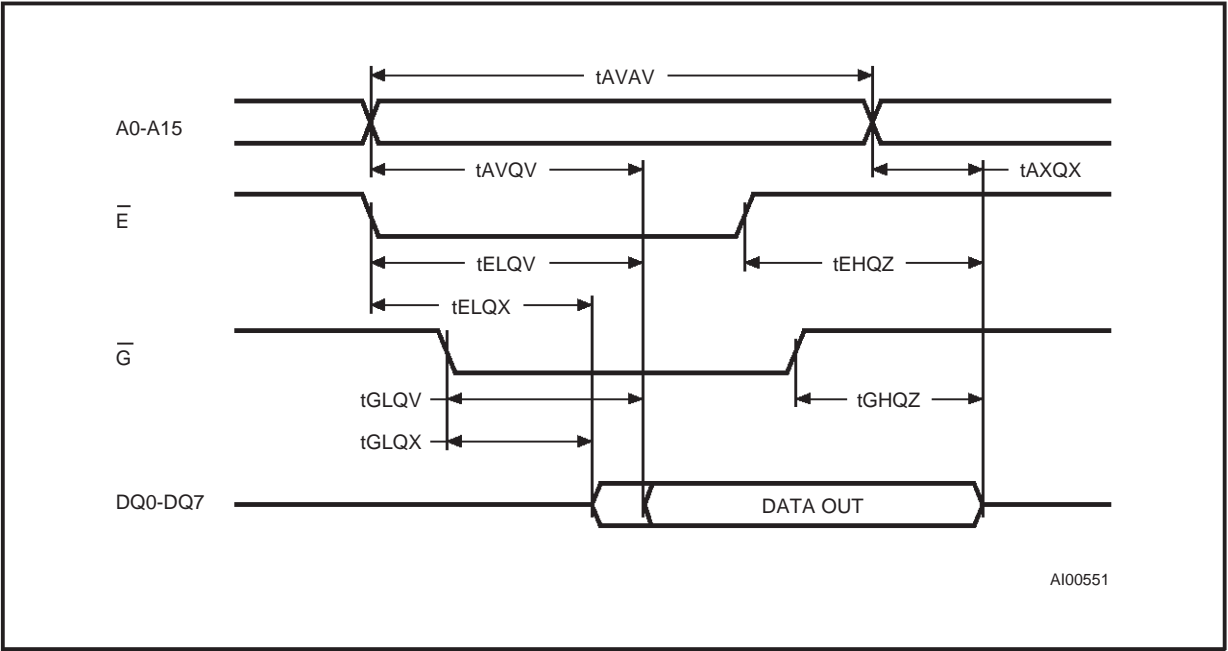 tAVAV
A0-A15
tAVQV
tAXQX
E̅
tELQV
tEHQZ
tELQX
G̅
tGLQV
tGHQZ
tGLQX
DQ0-DQ7
DATA OUT
AI00551